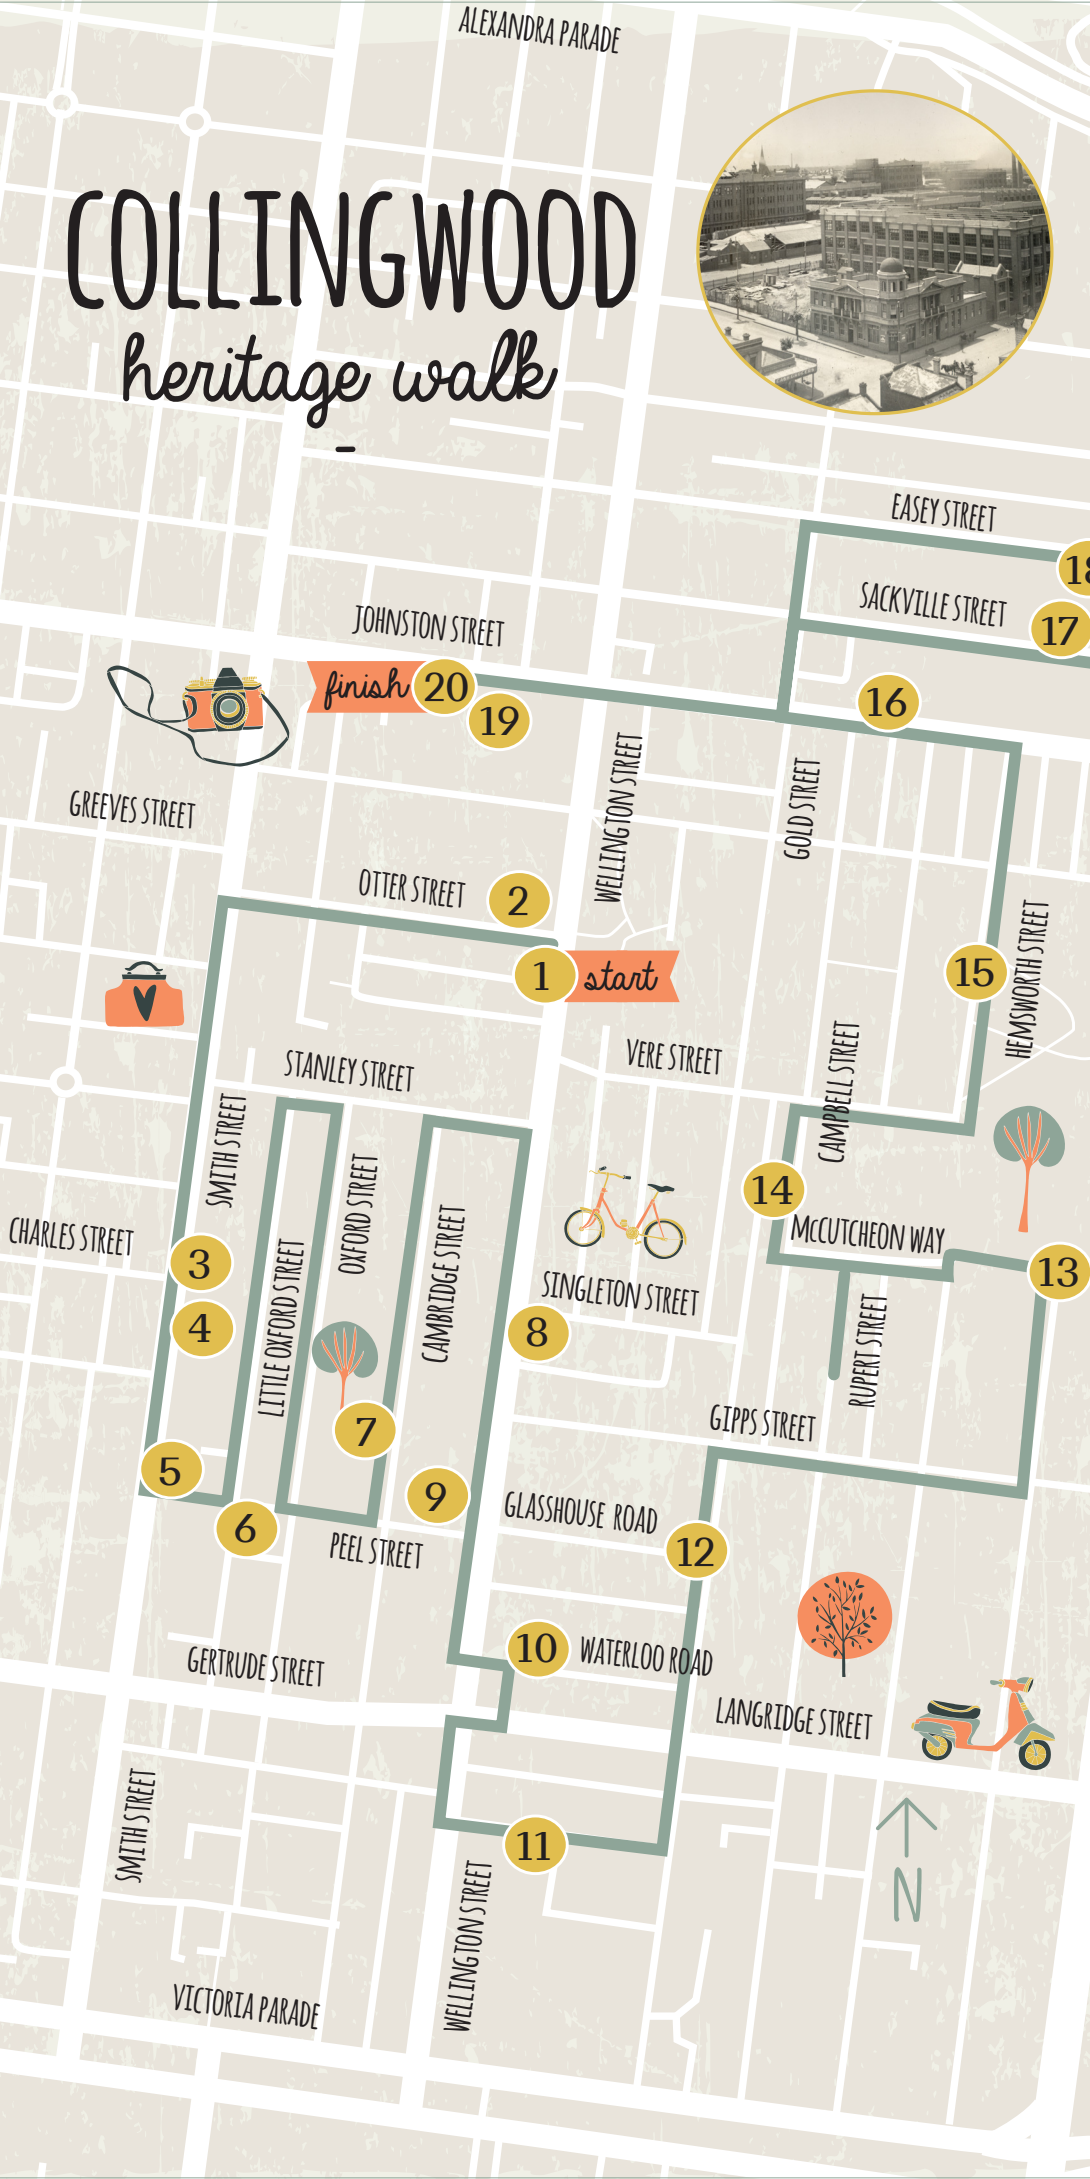 ALEXANDRA PARADE
COLLINGWOOD
heritage walk
-
EASEY STREET
18
SACKVILLE STREET
17
JOHNSTON STREET
finish 20
19
16
WELLINGTON STREET
GOLD STREET
GREEVES STREET
OTTER STREET
2
1 start
15
HEMSWORTH STREET
VERE STREET
STANLEY STREET
CAMPBELL STREET
SMITH STREET
OXFORD STREET
14
CHARLES STREET
McCUTCHEON WAY
3
CAMBRIDGE STREET
13
LITTLE OXFORD STREET
SINGLETON STREET
4
8
RUPERT STREET
7
GIPPS STREET
5
9
6
GLASSHOUSE ROAD
PEEL STREET
12
10 WATERLOO ROAD
GERTRUDE STREET
LANGRIDGE STREET
SMITH STREET
11
N
WELLINGTON STREET
VICTORIA PARADE